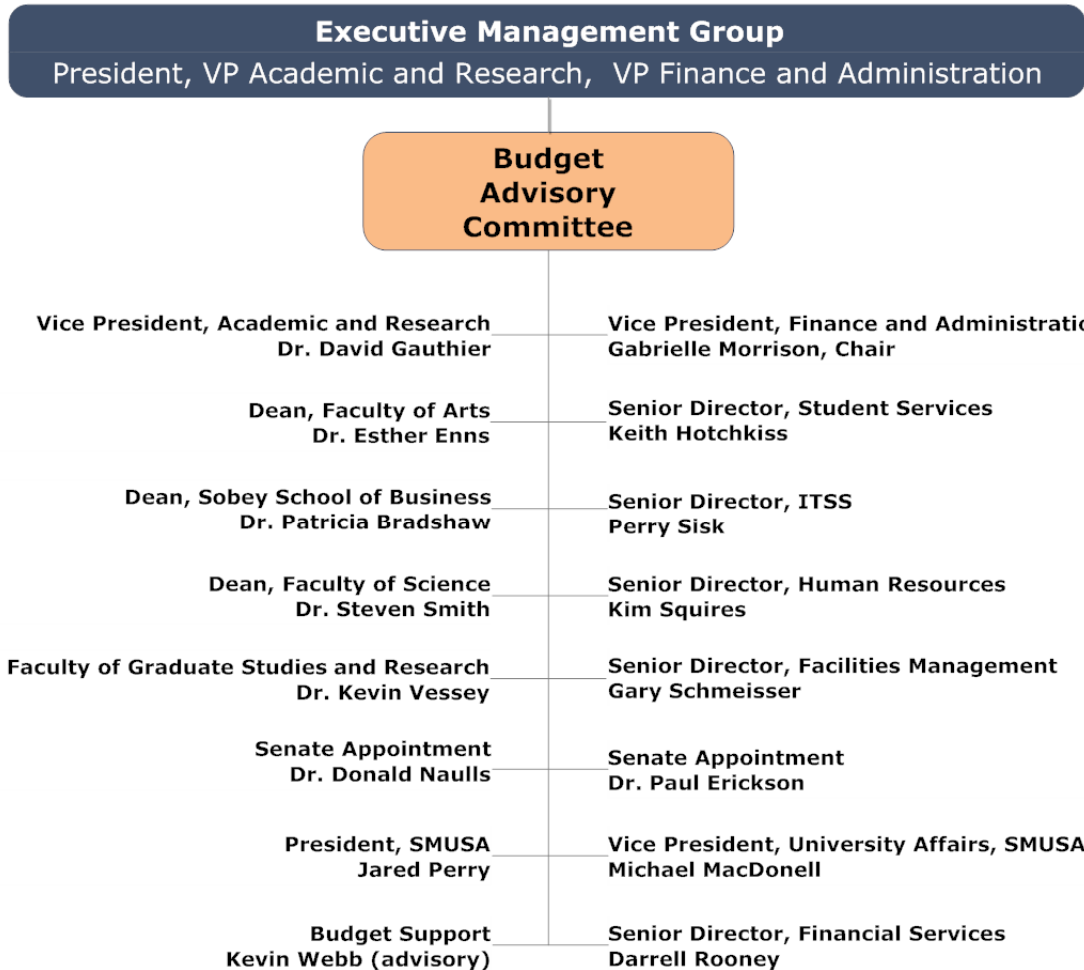 Executive Management Group
President, VP Academic and Research, VP Finance and Administration
Budget
Advisory
Committee
Vice President, Academic and Research
Dr. David Gauthier
Vice President, Finance and Administratio
Gabrielle Morrison, Chair
Dean, Faculty of Arts
Dr. Esther Enns
Senior Director, Student Services
Keith Hotchkiss
Dean, Sobey School of Business
Dr. Patricia Bradshaw
Senior Director, ITSS
Perry Sisk
Dean, Faculty of Science
Dr. Steven Smith
Senior Director, Human Resources
Kim Squires
Faculty of Graduate Studies and Research
Dr. Kevin Vessey
Senior Director, Facilities Management
Gary Schmeisser
Senate Appointment
Dr. Donald Naulls
Senate Appointment
Dr. Paul Erickson
President, SMUSA
Jared Perry
Vice President, University Affairs, SMUSA
Michael MacDonell
Budget Support
Kevin Webb (advisory)
Senior Director, Financial Services
Darrell Rooney